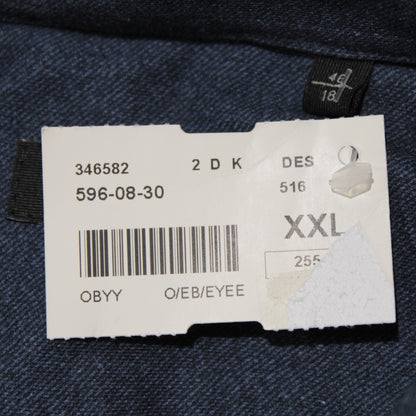 46
18
346582 2 D K DES
596-08-30 516
XXL
255
OBYY O/EB/EYEE